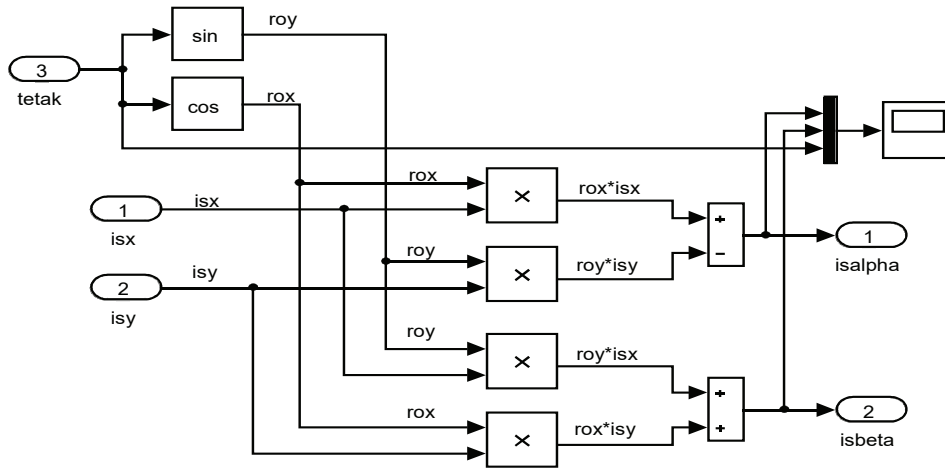 roy
sin
3
tetak
rox
cos
rox
rox*isx
1
isx
isx
+
−
1
isalpha
roy
roy*isy
2
isy
isy
roy
roy*isx
+
+
2
isbeta
rox
rox*isy